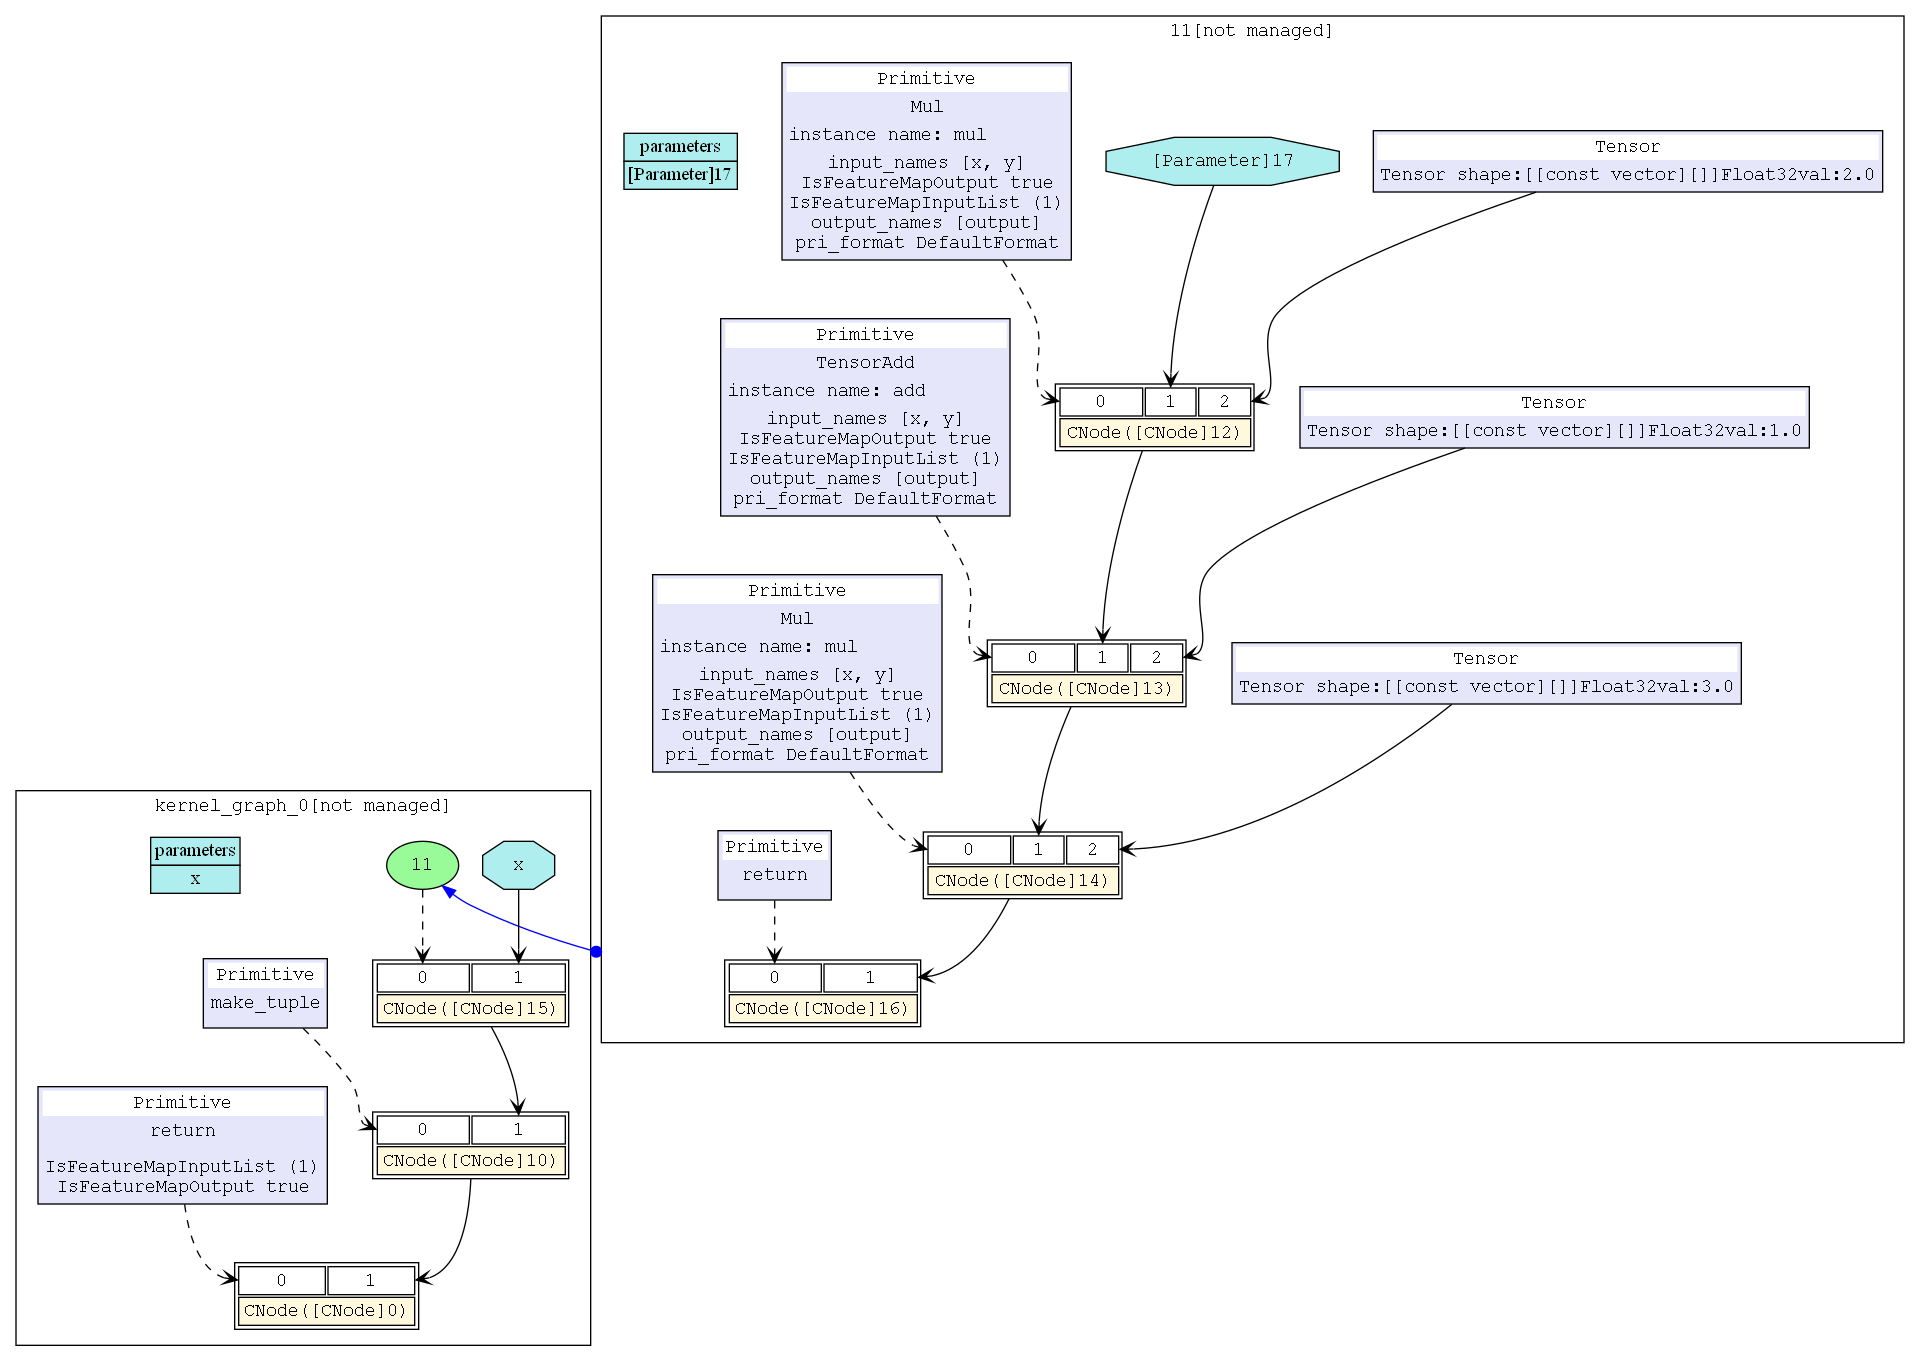 11[not managed]
Primitive
Mul
instance name: mul
input_names [x, y]
IsFeatureMapOutput true
IsFeatureMapInputList (1)
output_names [output]
pri_format DefaultFormat
parameters
[Parameter]17
[Parameter]17
Tensor
Tensor shape:[[const vector][]]Float32val:2.0
Primitive
TensorAdd
instance name: add
input_names [x, y]
IsFeatureMapOutput true
IsFeatureMapInputList (1)
output_names [output]
pri_format DefaultFormat
0 1 2
CNode([CNode]12)
Tensor
Tensor shape:[[const vector][]]Float32val:1.0
Primitive
Mul
instance name: mul
input_names [x, y]
IsFeatureMapOutput true
IsFeatureMapInputList (1)
output_names [output]
pri_format DefaultFormat
0 1 2
CNode([CNode]13)
Tensor
Tensor shape:[[const vector][]]Float32val:3.0
Primitive
return
0 1 2
CNode([CNode]14)
0 1
CNode([CNode]16)
kernel_graph_0[not managed]
parameters
x
11
x
Primitive
make_tuple
0 1
CNode([CNode]15)
Primitive
return
IsFeatureMapInputList (1)
IsFeatureMapOutput true
0 1
CNode([CNode]10)
0 1
CNode([CNode]0)